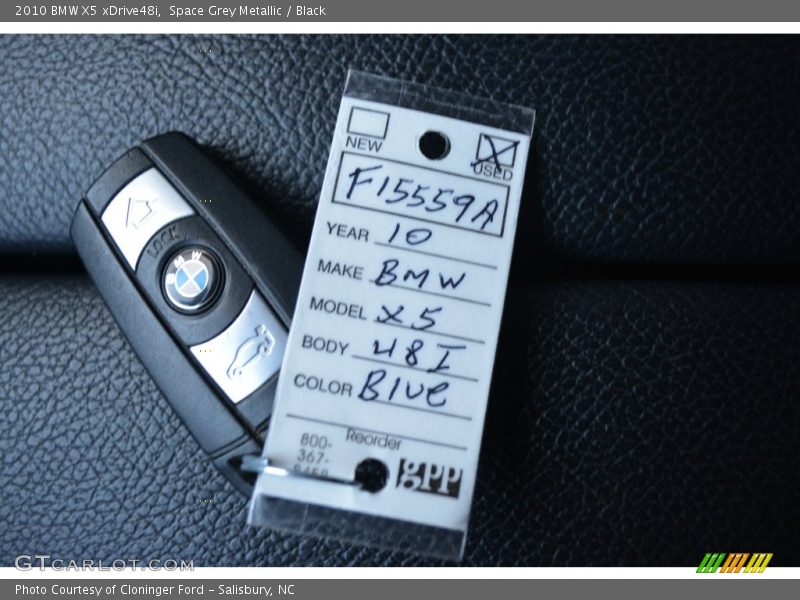 2010 BMW X5 xDrive48i, Space Grey Metallic / Black
NEW
USED
F15559A
YEAR 10
MAKE BMW
MODEL X5
BODY 48I
COLOR Blue
Reorder
800-
367-
gpp
LOCK
BMW
GTCARLOT.COM
Photo Courtesy of Cloninger Ford - Salisbury, NC